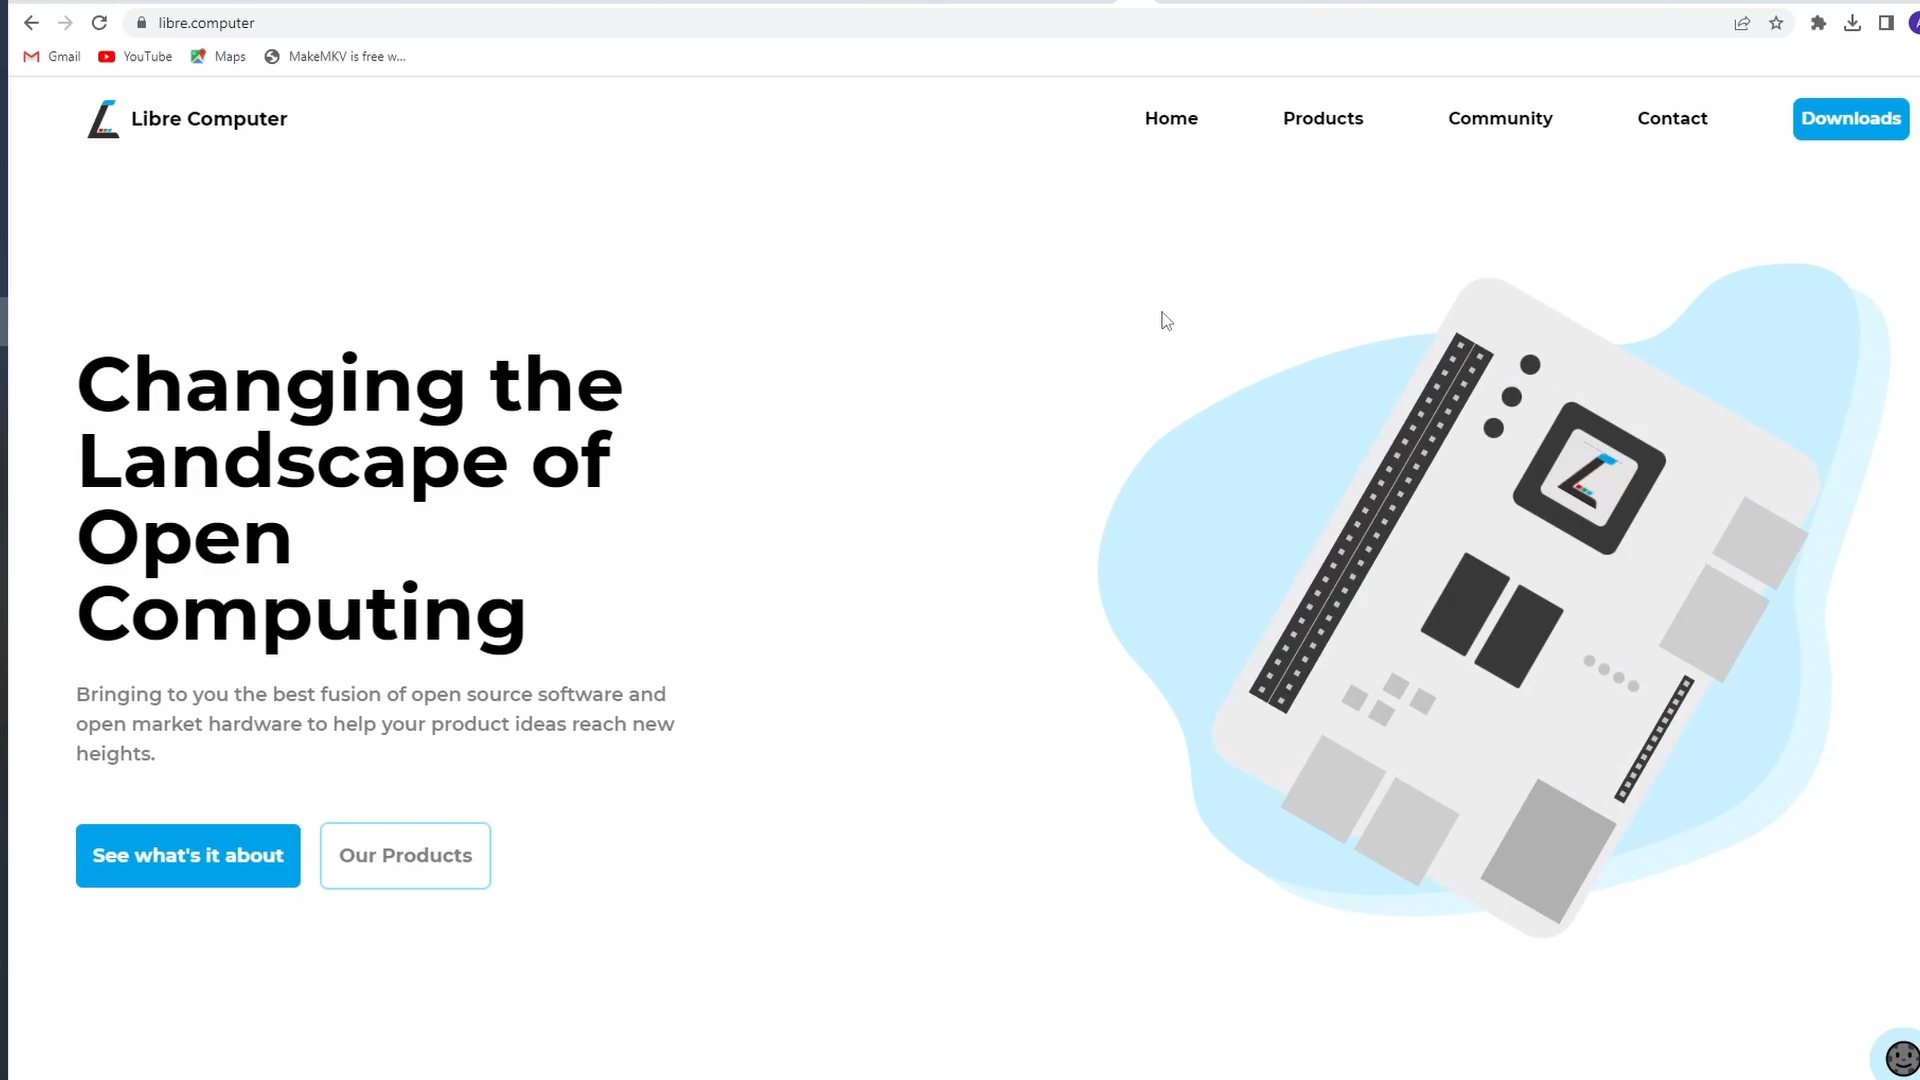 libre.computer
Gmail
YouTube
Maps
MakeMKV is free w...
Libre Computer
Home
Products
Community
Contact
Downloads
Changing the
Landscape of
Open
Computing
Bringing to you the best fusion of open source software and
open market hardware to help your product ideas reach new
heights.
See what's it about
Our Products